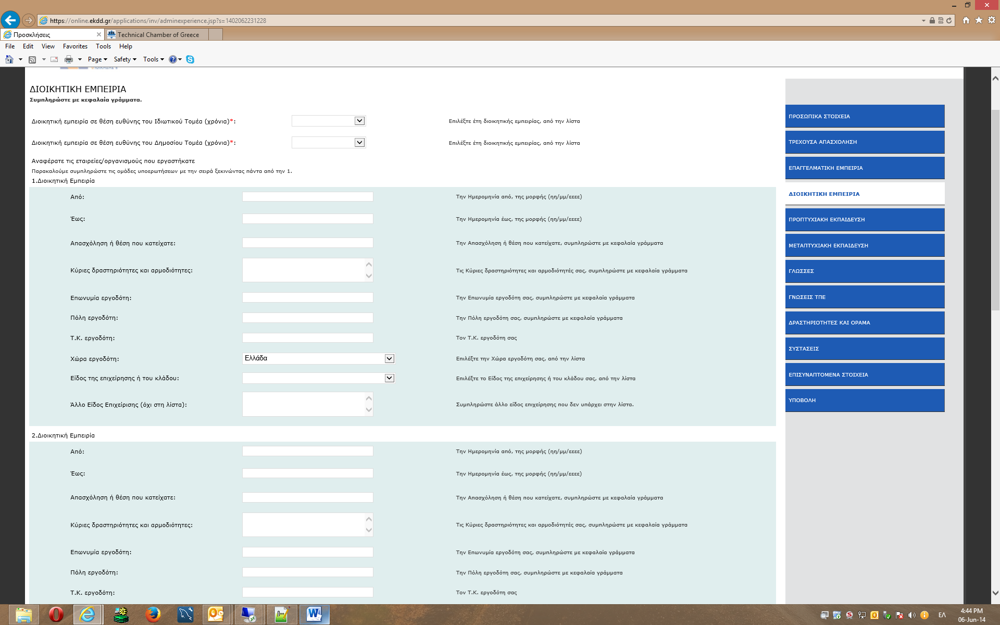 https://online.ekdd.gr/applications/inv/adminexperience.jsp?s=1402062231228
Προσκλήσεις
Technical Chamber of Greece
File Edit View Favorites Tools Help
Page Safety Tools
ΔΙΟΙΚΗΤΙΚΗ ΕΜΠΕΙΡΙΑ
Συμπληρώστε με κεφαλαία γράμματα.
Διοικητική εμπειρία σε θέση ευθύνης του Ιδιωτικού Τομέα (χρόνια)*: Επιλέξτε έτη διοικητικής εμπειρίας, από την λίστα
Διοικητική εμπειρία σε θέση ευθύνης του Δημοσίου Τομέα (χρόνια)*: Επιλέξτε έτη διοικητικής εμπειρίας, από την λίστα
Αναφέρατε τις εταιρείες/οργανισμούς που εργαστήκατε
Παρακαλούμε συμπληρώστε τις ομάδες υποερωτήσεων με την σειρά ξεκινώντας πάντα από την 1.
1.Διοικητική Εμπειρία
Από: Την Ημερομηνία από, της μορφής (ηη/μμ/εεεε)
Έως: Την Ημερομηνία έως, της μορφής (ηη/μμ/εεεε)
Απασχόληση ή θέση που κατείχατε: Την Απασχόληση ή θέση που κατείχατε, συμπληρώστε με κεφαλαία γράμματα
Κύριες δραστηριότητες και αρμοδιότητες: Τις Κύριες δραστηριότητες και αρμοδιότητές σας, συμπληρώστε με κεφαλαία γράμματα
Επωνυμία εργοδότη: Την Επωνυμία εργοδότη σας, συμπληρώστε με κεφαλαία γράμματα
Πόλη εργοδότη: Την Πόλη εργοδότη σας, συμπληρώστε με κεφαλαία γράμματα
Τ.Κ. εργοδότη: Τον Τ.Κ. εργοδότη σας
Χώρα εργοδότη: Ελλάδα Επιλέξτε την Χώρα εργοδότη σας, από την λίστα
Είδος της επιχείρησης ή του κλάδου: Επιλέξτε το Είδος της επιχείρησης ή του κλάδου σας, από την λίστα
Άλλο Είδος Επιχείρισης (όχι στη λίστα): Συμπληρώστε άλλο είδος επιχείρησης που δεν υπάρχει στην λίστα.
2.Διοικητική Εμπειρία
Από: Την Ημερομηνία από, της μορφής (ηη/μμ/εεεε)
Έως: Την Ημερομηνία έως, της μορφής (ηη/μμ/εεεε)
Απασχόληση ή θέση που κατείχατε: Την Απασχόληση ή θέση που κατείχατε, συμπληρώστε με κεφαλαία γράμματα
Κύριες δραστηριότητες και αρμοδιότητες: Τις Κύριες δραστηριότητες και αρμοδιότητές σας, συμπληρώστε με κεφαλαία γράμματα
Επωνυμία εργοδότη: Την Επωνυμία εργοδότη σας, συμπληρώστε με κεφαλαία γράμματα
Πόλη εργοδότη: Την Πόλη εργοδότη σας, συμπληρώστε με κεφαλαία γράμματα
Τ.Κ. εργοδότη: Τον Τ.Κ. εργοδότη σας
ΠΡΟΣΩΠΙΚΑ ΣΤΟΙΧΕΙΑ
ΤΡΕΧΟΥΣΑ ΑΠΑΣΧΟΛΗΣΗ
ΕΠΑΓΓΕΛΜΑΤΙΚΗ ΕΜΠΕΙΡΙΑ
ΔΙΟΙΚΗΤΙΚΗ ΕΜΠΕΙΡΙΑ
ΠΡΟΠΤΥΧΙΑΚΗ ΕΚΠΑΙΔΕΥΣΗ
ΜΕΤΑΠΤΥΧΙΑΚΗ ΕΚΠΑΙΔΕΥΣΗ
ΓΛΩΣΣΕΣ
ΓΝΩΣΕΙΣ ΤΠΕ
ΔΡΑΣΤΗΡΙΟΤΗΤΕΣ ΚΑΙ ΟΡΑΜΑ
ΣΥΣΤΑΣΕΙΣ
ΕΠΙΣΥΝΑΠΤΟΜΕΝΑ ΣΤΟΙΧΕΙΑ
ΥΠΟΒΟΛΗ
ΕΛ
4:44 PM
06-Jun-14